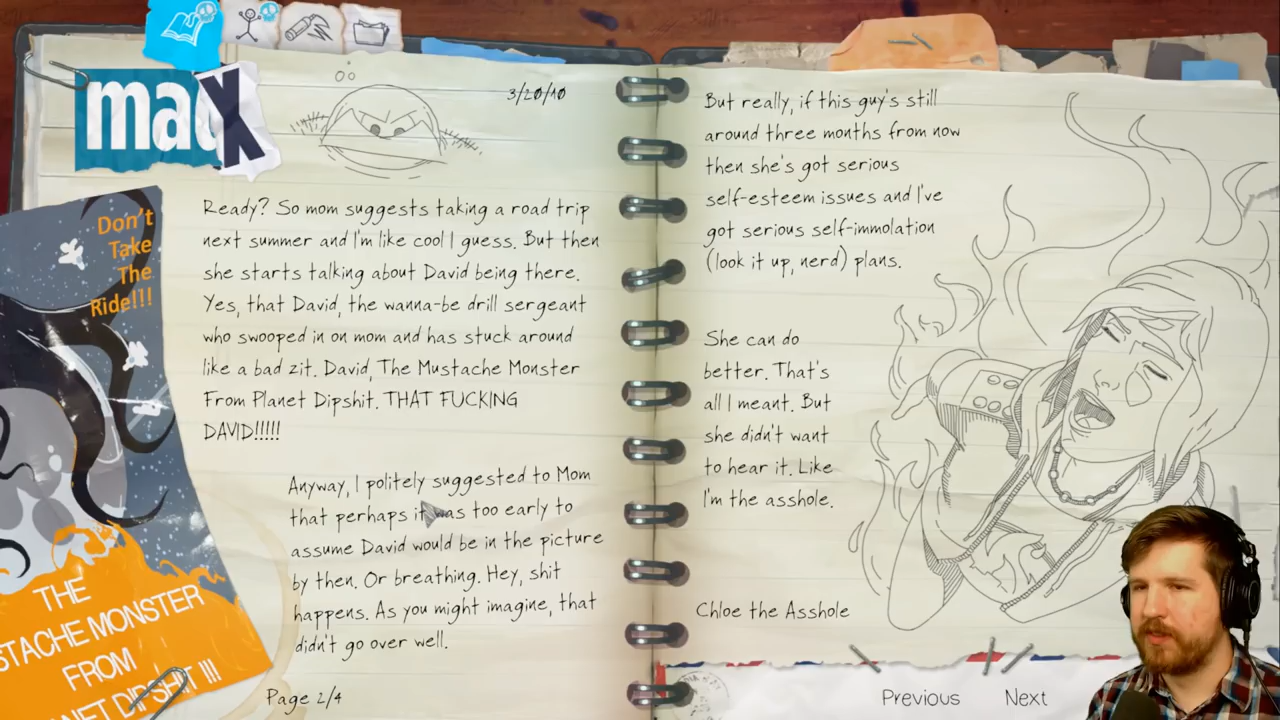 maX
3/20/10
Don't
Take
The
Ride!!!
Ready? So mom suggests taking a road trip
next summer and I'm like cool I guess. But then
she starts talking about David being there.
Yes, that David, the wanna-be drill sergeant
who swooped in on mom and has stuck around
like a bad zit. David, The Mustache Monster
From Planet Dipshit. THAT FUCKING
DAVID!!!!!
Anyway, I politely suggested to Mom
that perhaps it was too early to
assume David would be in the picture
by then. Or breathing. Hey, shit
happens. As you might imagine, that
didn't go over well.
THE
STACHE MONSTER
FROM
ANET DIPSHIT !!!
Page 2/4
But really, if this guy's still
around three months from now
then she's got serious
self-esteem issues and I've
got serious self-immolation
(look it up, nerd) plans.
She can do
better. That's
all I meant. But
she didn't want
to hear it. Like
I'm the asshole.
Chloe the Asshole
Previous Next